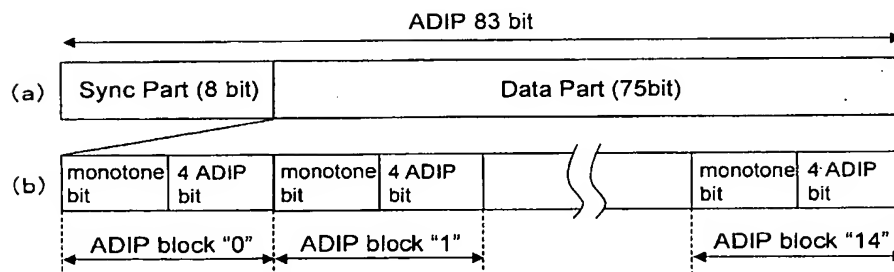 ADIP 83 bit
(a)
Sync Part (8 bit)
Data Part (75bit)
(b)
monotone bit
4 ADIP bit
monotone bit
4 ADIP bit
monotone bit
4 ADIP bit
ADIP block "0"
ADIP block "1"
ADIP block "14"